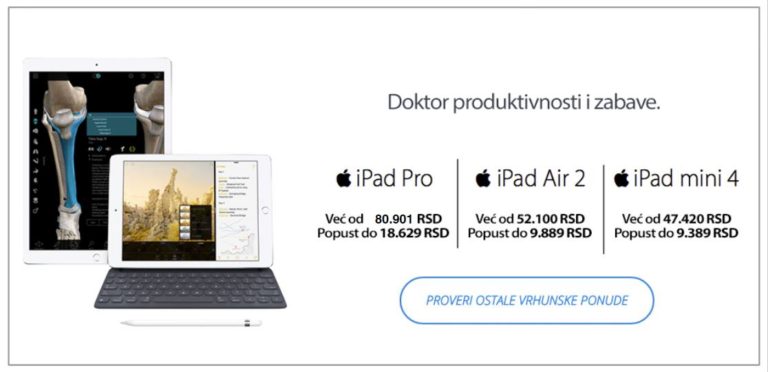 Doktor produktivnosti i zabave.
iPad Pro
Već od 80.901 RSD
Popust do 18.629 RSD
iPad Air 2
Već od 52.100 RSD
Popust do 9.889 RSD
iPad mini 4
Već od 47.420 RSD
Popust do 9.389 RSD
PROVERI OSTALE VRHUNSKE PONUDE